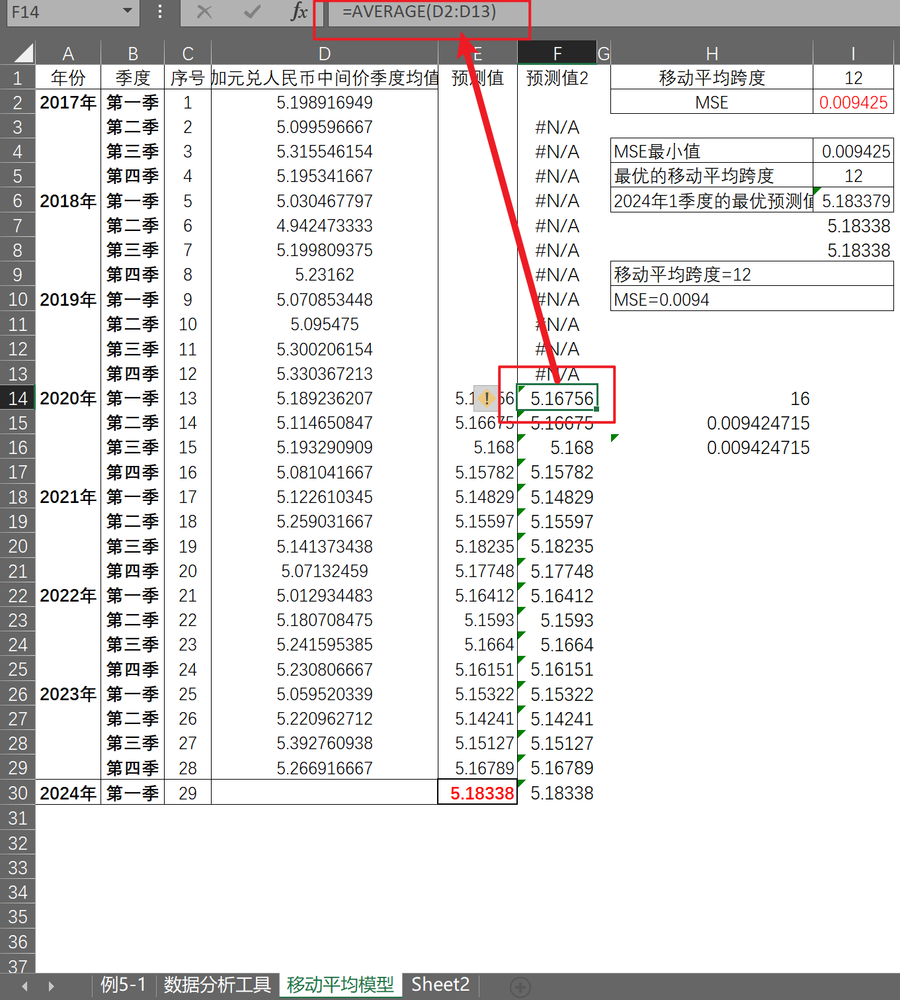 F14 fx =AVERAGE(D2:D13)
A B C D E F G H I
1 年份 季度 序号 加元兑人民币中间价季度均值 预测值 预测值2 移动平均跨度 12
2 2017年 第一季 1 5.198916949 MSE 0.009425
3 第二季 2 5.099596667 #N/A
4 第三季 3 5.315546154 #N/A MSE最小值 0.009425
5 第四季 4 5.195341667 #N/A 最优的移动平均跨度 12
6 2018年 第一季 5 5.030467797 #N/A 2024年1季度的最优预测值 5.183379
7 第二季 6 4.942473333 #N/A 5.18338
8 第三季 7 5.199809375 #N/A 5.18338
9 第四季 8 5.23162 #N/A 移动平均跨度=12
10 2019年 第一季 9 5.070853448 #N/A MSE=0.0094
11 第二季 10 5.095475 #N/A
12 第三季 11 5.300206154 #N/A
13 第四季 12 5.330367213 #N/A
14 2020年 第一季 13 5.189236207 5.16756 16
15 第二季 14 5.114650847 5.16675 5.16675 0.009424715
16 第三季 15 5.193290909 5.168 5.168 0.009424715
17 第四季 16 5.081041667 5.15782 5.15782
18 2021年 第一季 17 5.122610345 5.14829 5.14829
19 第二季 18 5.259031667 5.15597 5.15597
20 第三季 19 5.141373438 5.18235 5.18235
21 第四季 20 5.07132459 5.17748 5.17748
22 2022年 第一季 21 5.012934483 5.16412 5.16412
23 第二季 22 5.180708475 5.1593 5.1593
24 第三季 23 5.241595385 5.1664 5.1664
25 第四季 24 5.230806667 5.16151 5.16151
26 2023年 第一季 25 5.059520339 5.15322 5.15322
27 第二季 26 5.220962712 5.14241 5.14241
28 第三季 27 5.392760938 5.15127 5.15127
29 第四季 28 5.266916667 5.16789 5.16789
30 2024年 第一季 29 5.18338 5.18338
31
32
33
34
35
36
37
例5-1 数据分析工具 移动平均模型 Sheet2